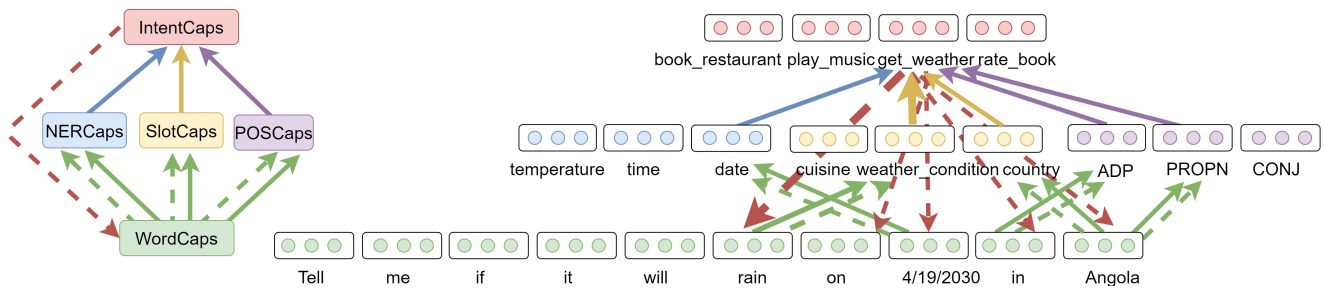 IntentCaps
NERCaps SlotCaps POSCaps
WordCaps
book_restaurant play_music get_weather rate_book
temperature time date cuisine weather_condition country ADP PROPN CONJ
Tell me if it will rain on 4/19/2030 in Angola